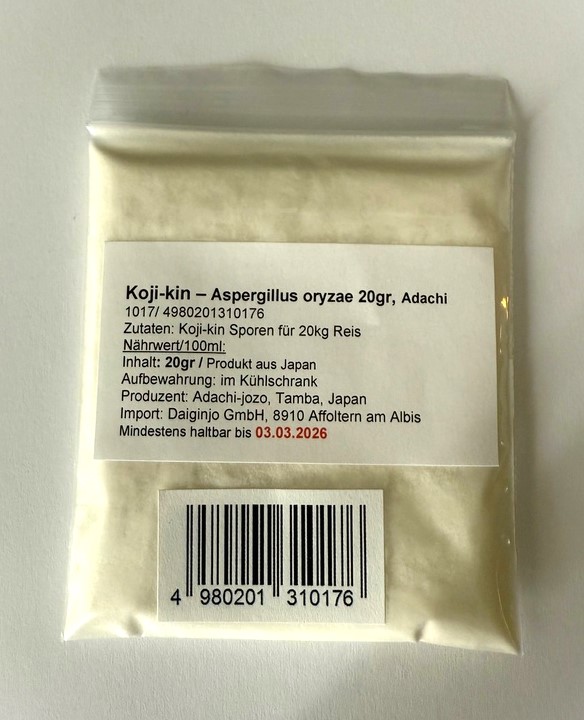 Koji-kin – Aspergillus oryzae 20gr, Adachi
1017/ 4980201310176
Zutaten: Koji-kin Sporen für 20kg Reis
Nährwert/100ml:
Inhalt: 20gr / Produkt aus Japan
Aufbewahrung: im Kühlschrank
Produzent: Adachi-jozo, Tamba, Japan
Import: Daiginjo GmbH, 8910 Affoltern am Albis
Mindestens haltbar bis 03.03.2026
4 980201 310176